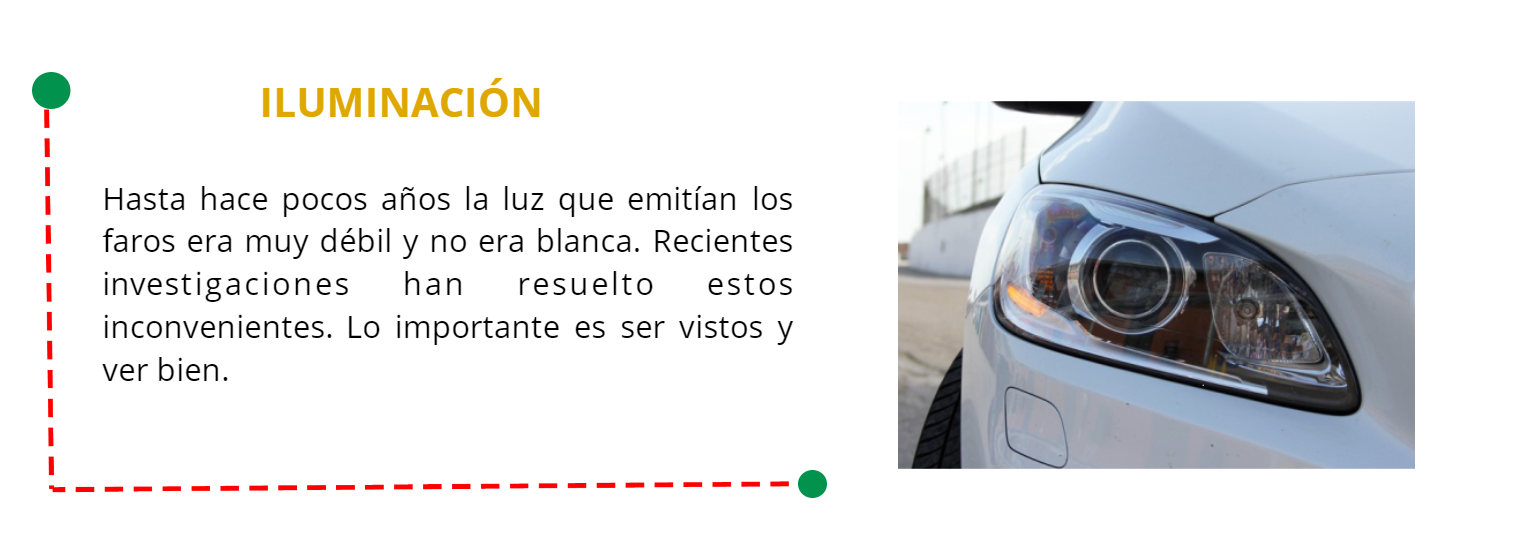 ILUMINACIÓN
Hasta hace pocos años la luz que emitían los
faros era muy débil y no era blanca. Recientes
investigaciones han resuelto estos
inconvenientes. Lo importante es ser vistos y
ver bien.